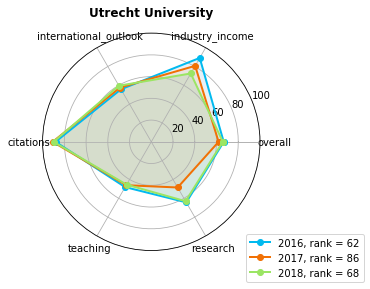 Utrecht University
international_outlook
industry_income
100
80
60
40
20
citations
overall
teaching
research
2016, rank = 62
2017, rank = 86
2018, rank = 68